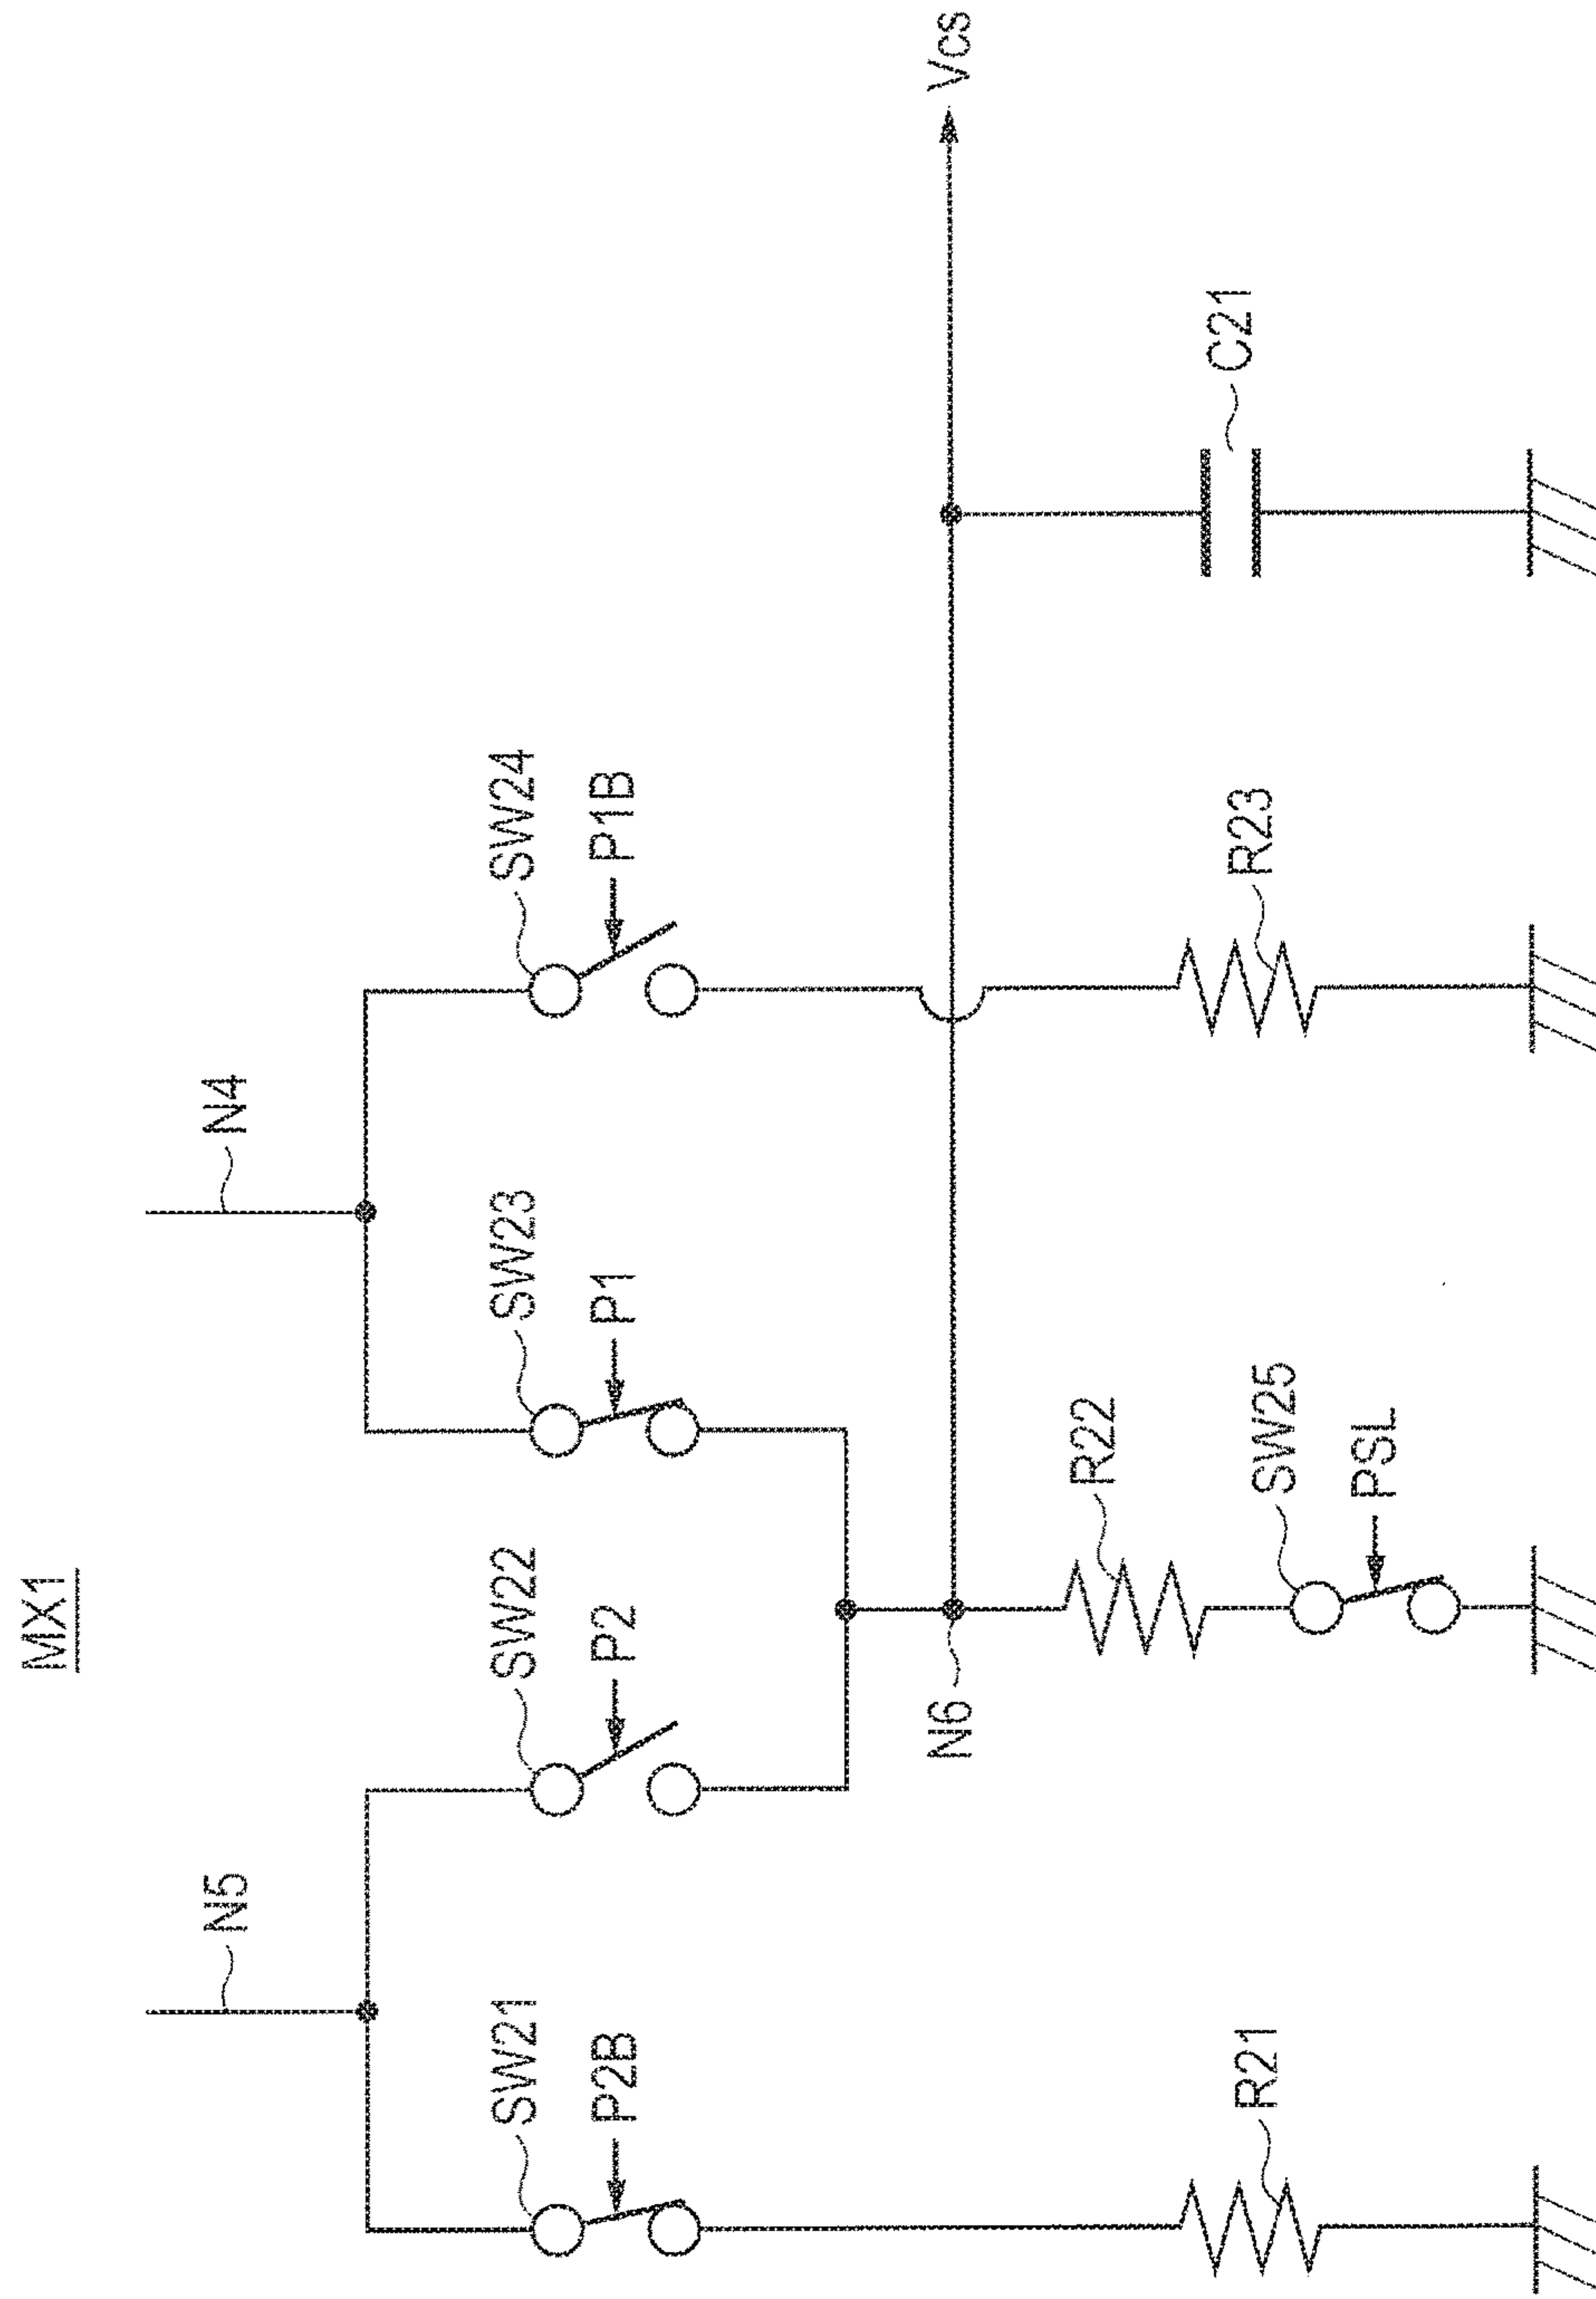 MX1
N5
N4
SW21
P2B
SW22
P2
SW23
P1
SW24
P1B
N6
Vcs
R21
R22
SW25
PSL
R23
C21